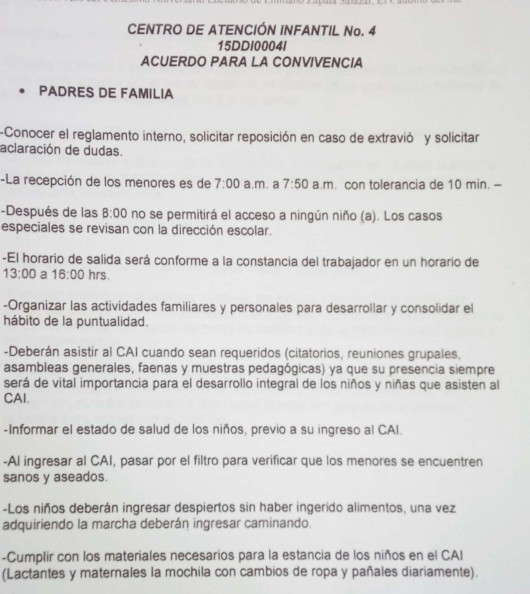 Centésimo Aniversario Luctuoso de Emiliano Zapata Salazar, El Caudillo del Sur
CENTRO DE ATENCIÓN INFANTIL No. 4
15DDI0004I
ACUERDO PARA LA CONVIVENCIA
• PADRES DE FAMILIA
-Conocer el reglamento interno, solicitar reposición en caso de extravió y solicitar
aclaración de dudas.
-La recepción de los menores es de 7:00 a.m. a 7:50 a.m. con tolerancia de 10 min. –
-Después de las 8:00 no se permitirá el acceso a ningún niño (a). Los casos
especiales se revisan con la dirección escolar.
-El horario de salida será conforme a la constancia del trabajador en un horario de
13:00 a 16:00 hrs.
-Organizar las actividades familiares y personales para desarrollar y consolidar el
hábito de la puntualidad.
-Deberán asistir al CAI cuando sean requeridos (citatorios, reuniones grupales,
asambleas generales, faenas y muestras pedagógicas) ya que su presencia siempre
será de vital importancia para el desarrollo integral de los niños y niñas que asisten al
CAI.
-Informar el estado de salud de los niños, previo a su ingreso al CAI.
-Al ingresar al CAI, pasar por el filtro para verificar que los menores se encuentren
sanos y aseados.
-Los niños deberán ingresar despiertos sin haber ingerido alimentos, una vez
adquiriendo la marcha deberán ingresar caminando.
-Cumplir con los materiales necesarios para la estancia de los niños en el CAI
(Lactantes y maternales la mochila con cambios de ropa y pañales diariamente).